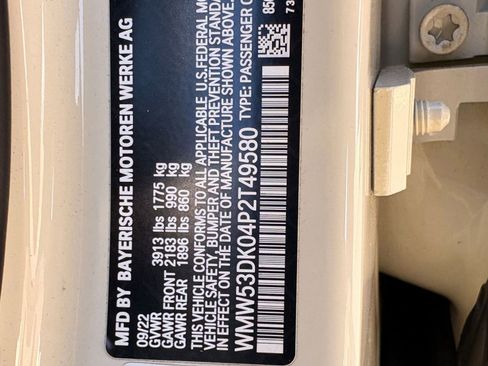 MFD BY BAYERISCHE MOTOREN WERKE AG
09/22
GVWR 3913 lbs 1775 kg
GAWR FRONT 2183 lbs 990 kg
GAWR REAR 1896 lbs 860 kg
THIS VEHICLE CONFORMS TO ALL APPLICABLE U.S. FEDERAL
VEHICLE SAFETY, BUMPER AND THEFT PREVENTION
IN EFFECT ON THE DATE OF MANUFACTURE SHOWN ABOVE.
WMW53DK04P2T49580 TYPE: PASSENGER